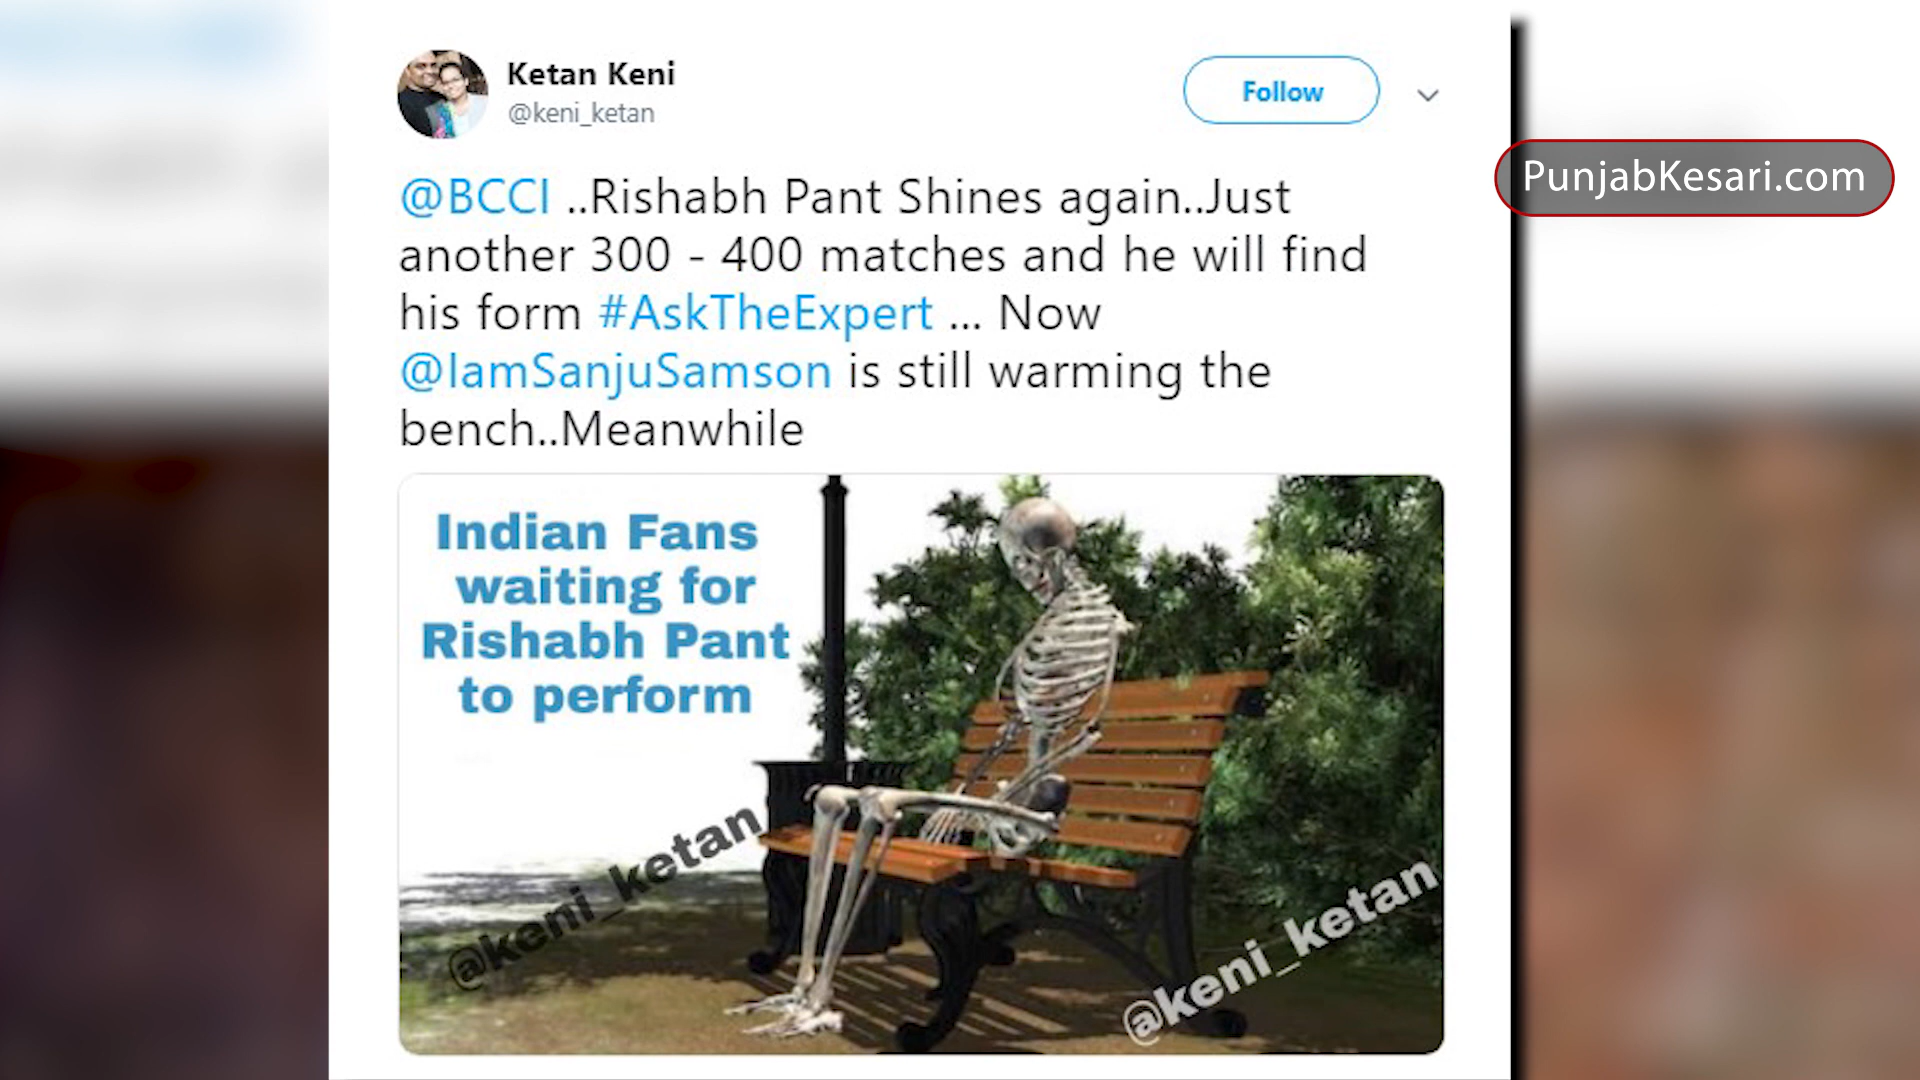 Ketan Keni
@keni_ketan
Follow
PunjabKesari.com
@BCCI ..Rishabh Pant Shines again..Just
another 300 - 400 matches and he will find
his form #AskTheExpert ... Now
@IamSanjuSamson is still warming the
bench..Meanwhile
Indian Fans
waiting for
Rishabh Pant
to perform
@keni_ketan
@keni_ketan